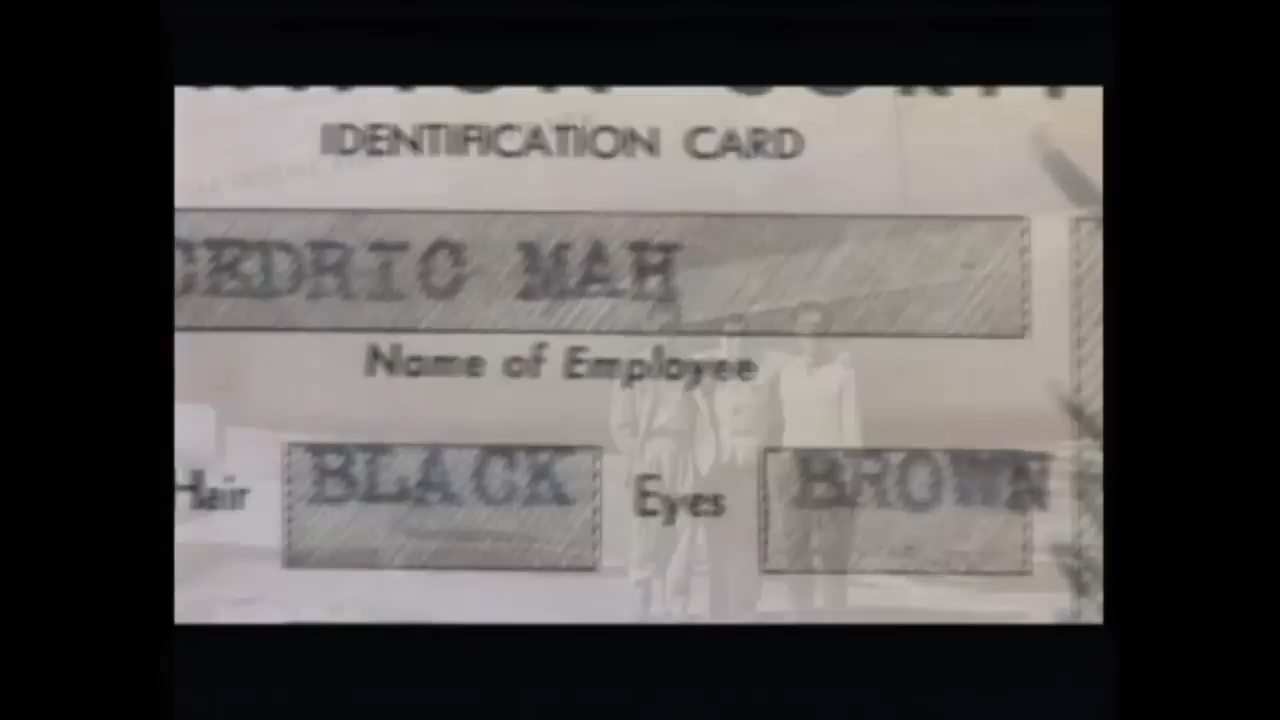 IDENTIFICATION CARD
CEDRIC MAH
Name of Employee
Hair BLACK Eyes BROWN